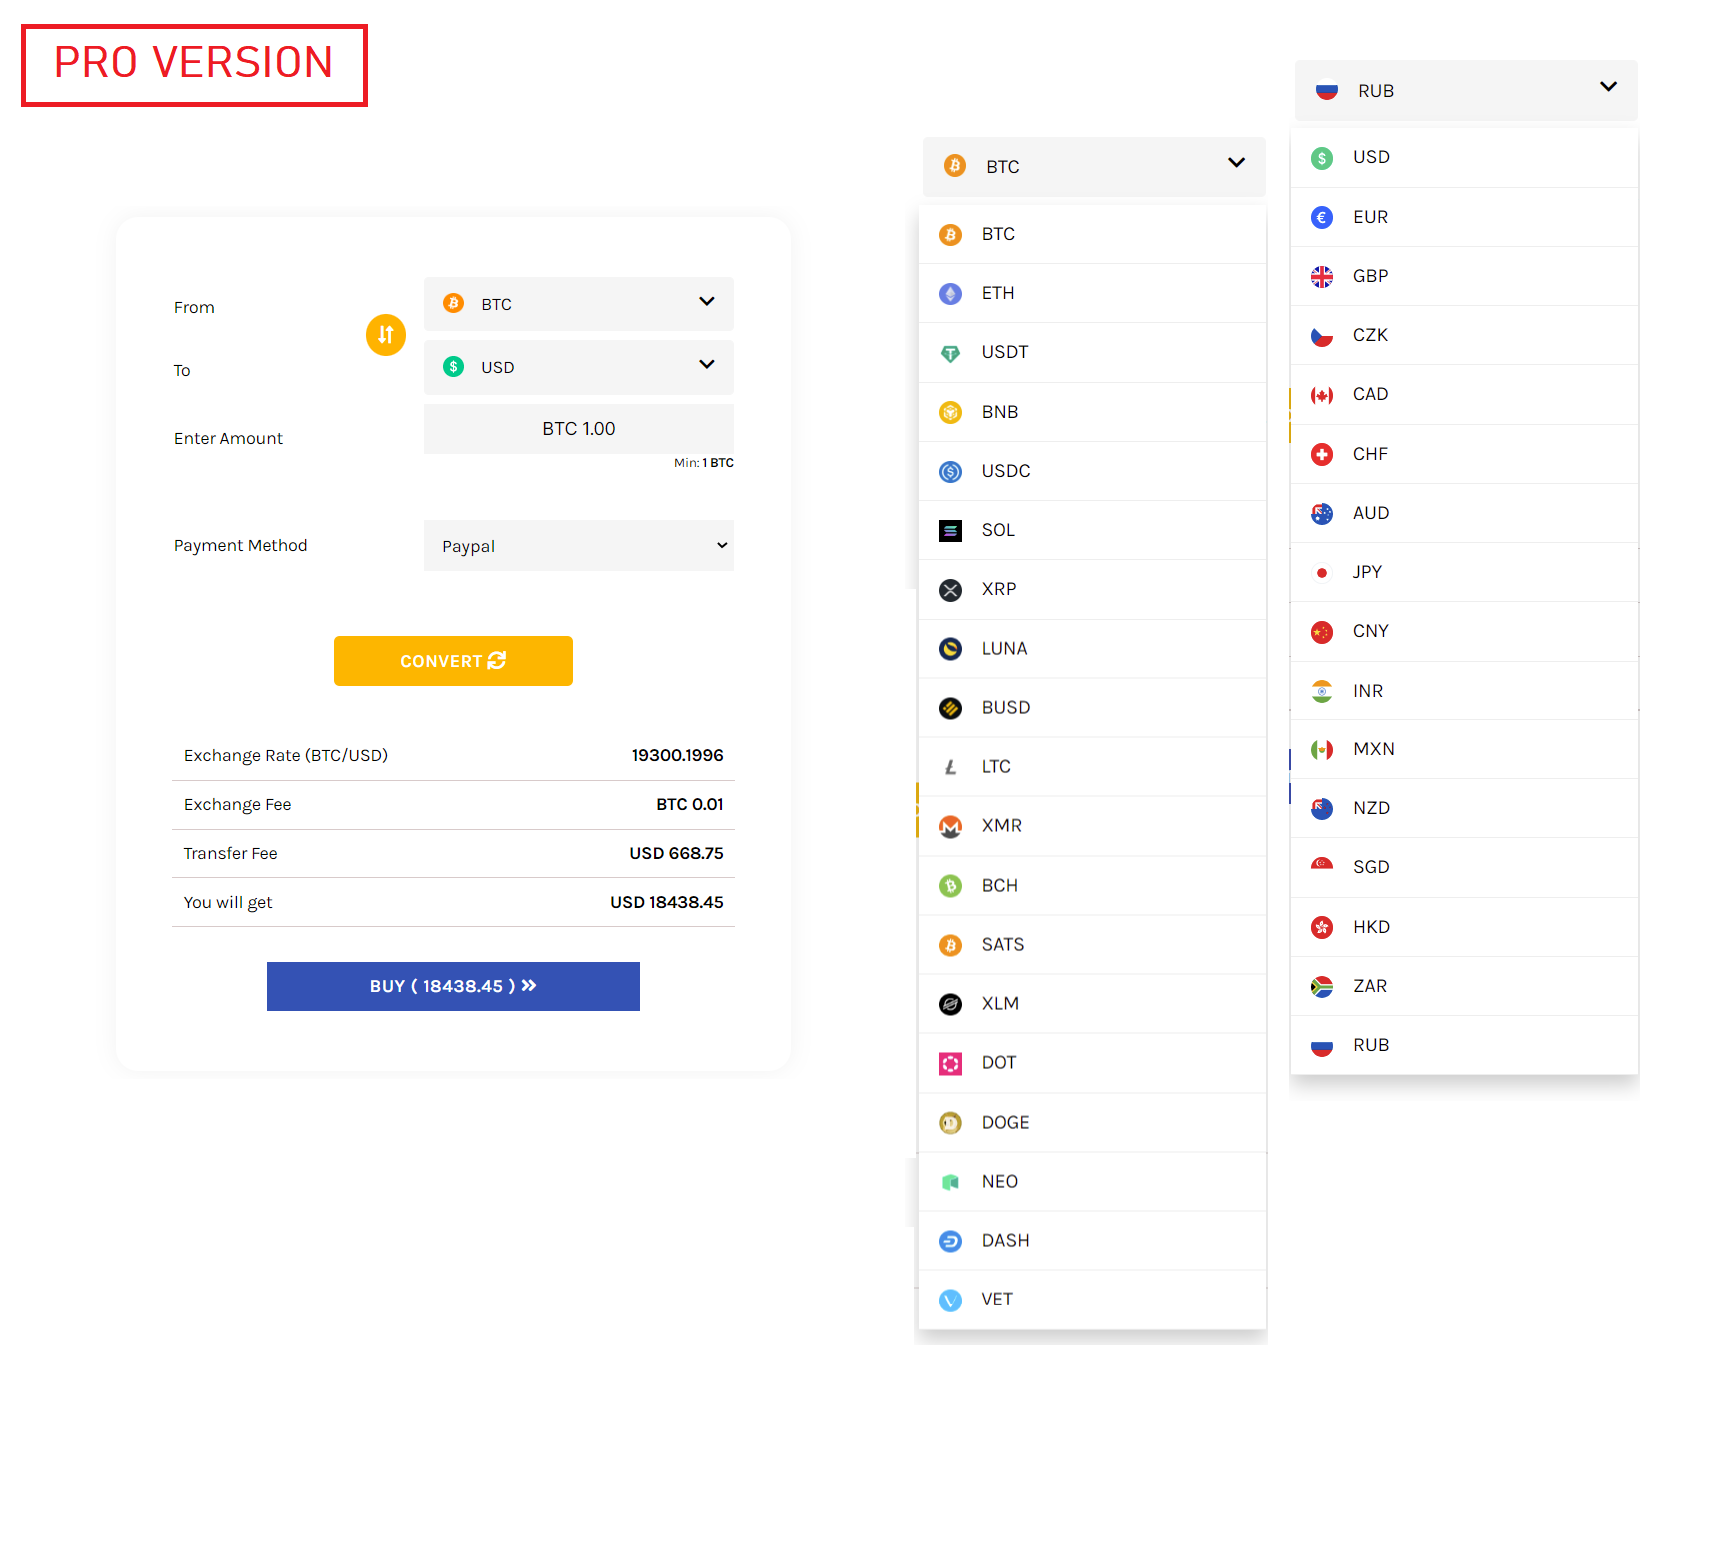 PRO VERSION
From
BTC
To
USD
Enter Amount
BTC 1.00
Min: 1 BTC
Payment Method
Paypal
CONVERT
Exchange Rate (BTC/USD) 19300.1996
Exchange Fee BTC 0.01
Transfer Fee USD 668.75
You will get USD 18438.45
BUY ( 18438.45 ) »
BTC
BTC
ETH
USDT
BNB
USDC
SOL
XRP
LUNA
BUSD
LTC
XMR
BCH
SATS
XLM
DOT
DOGE
NEO
DASH
VET
RUB
USD
EUR
GBP
CZK
CAD
CHF
AUD
JPY
CNY
INR
MXN
NZD
SGD
HKD
ZAR
RUB